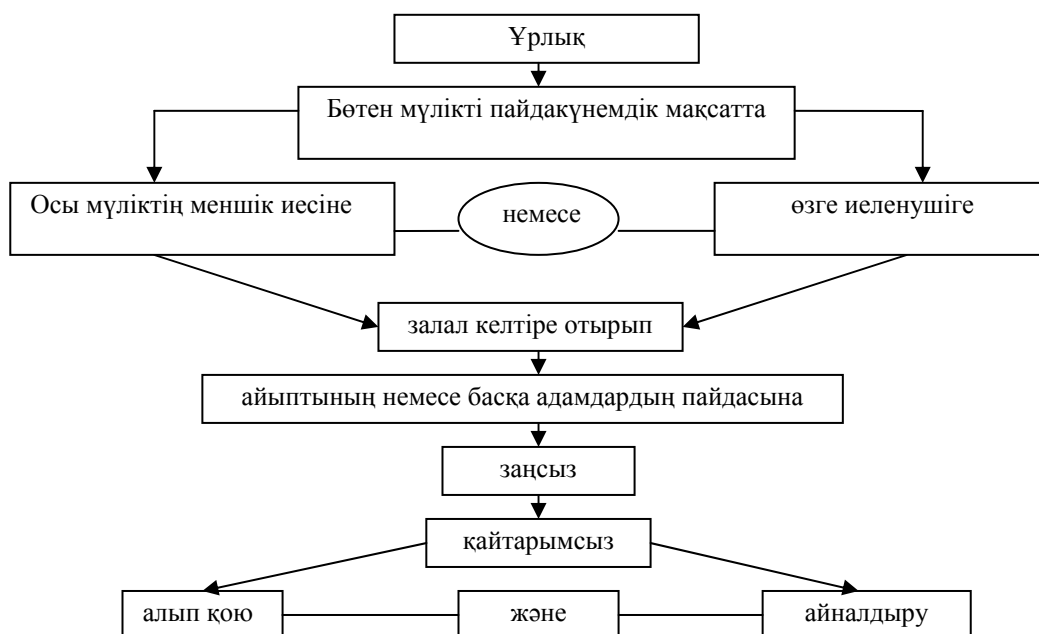 Ұрлық
Бөтен мүлікті пайдакүнемдік мақсатта
Осы мүліктің меншік иесіне
немесе
өзге иеленушіге
залал келтіре отырып
айыптының немесе басқа адамдардың пайдасына
заңсыз
қайтарымсыз
алып қою
және
айналдыру